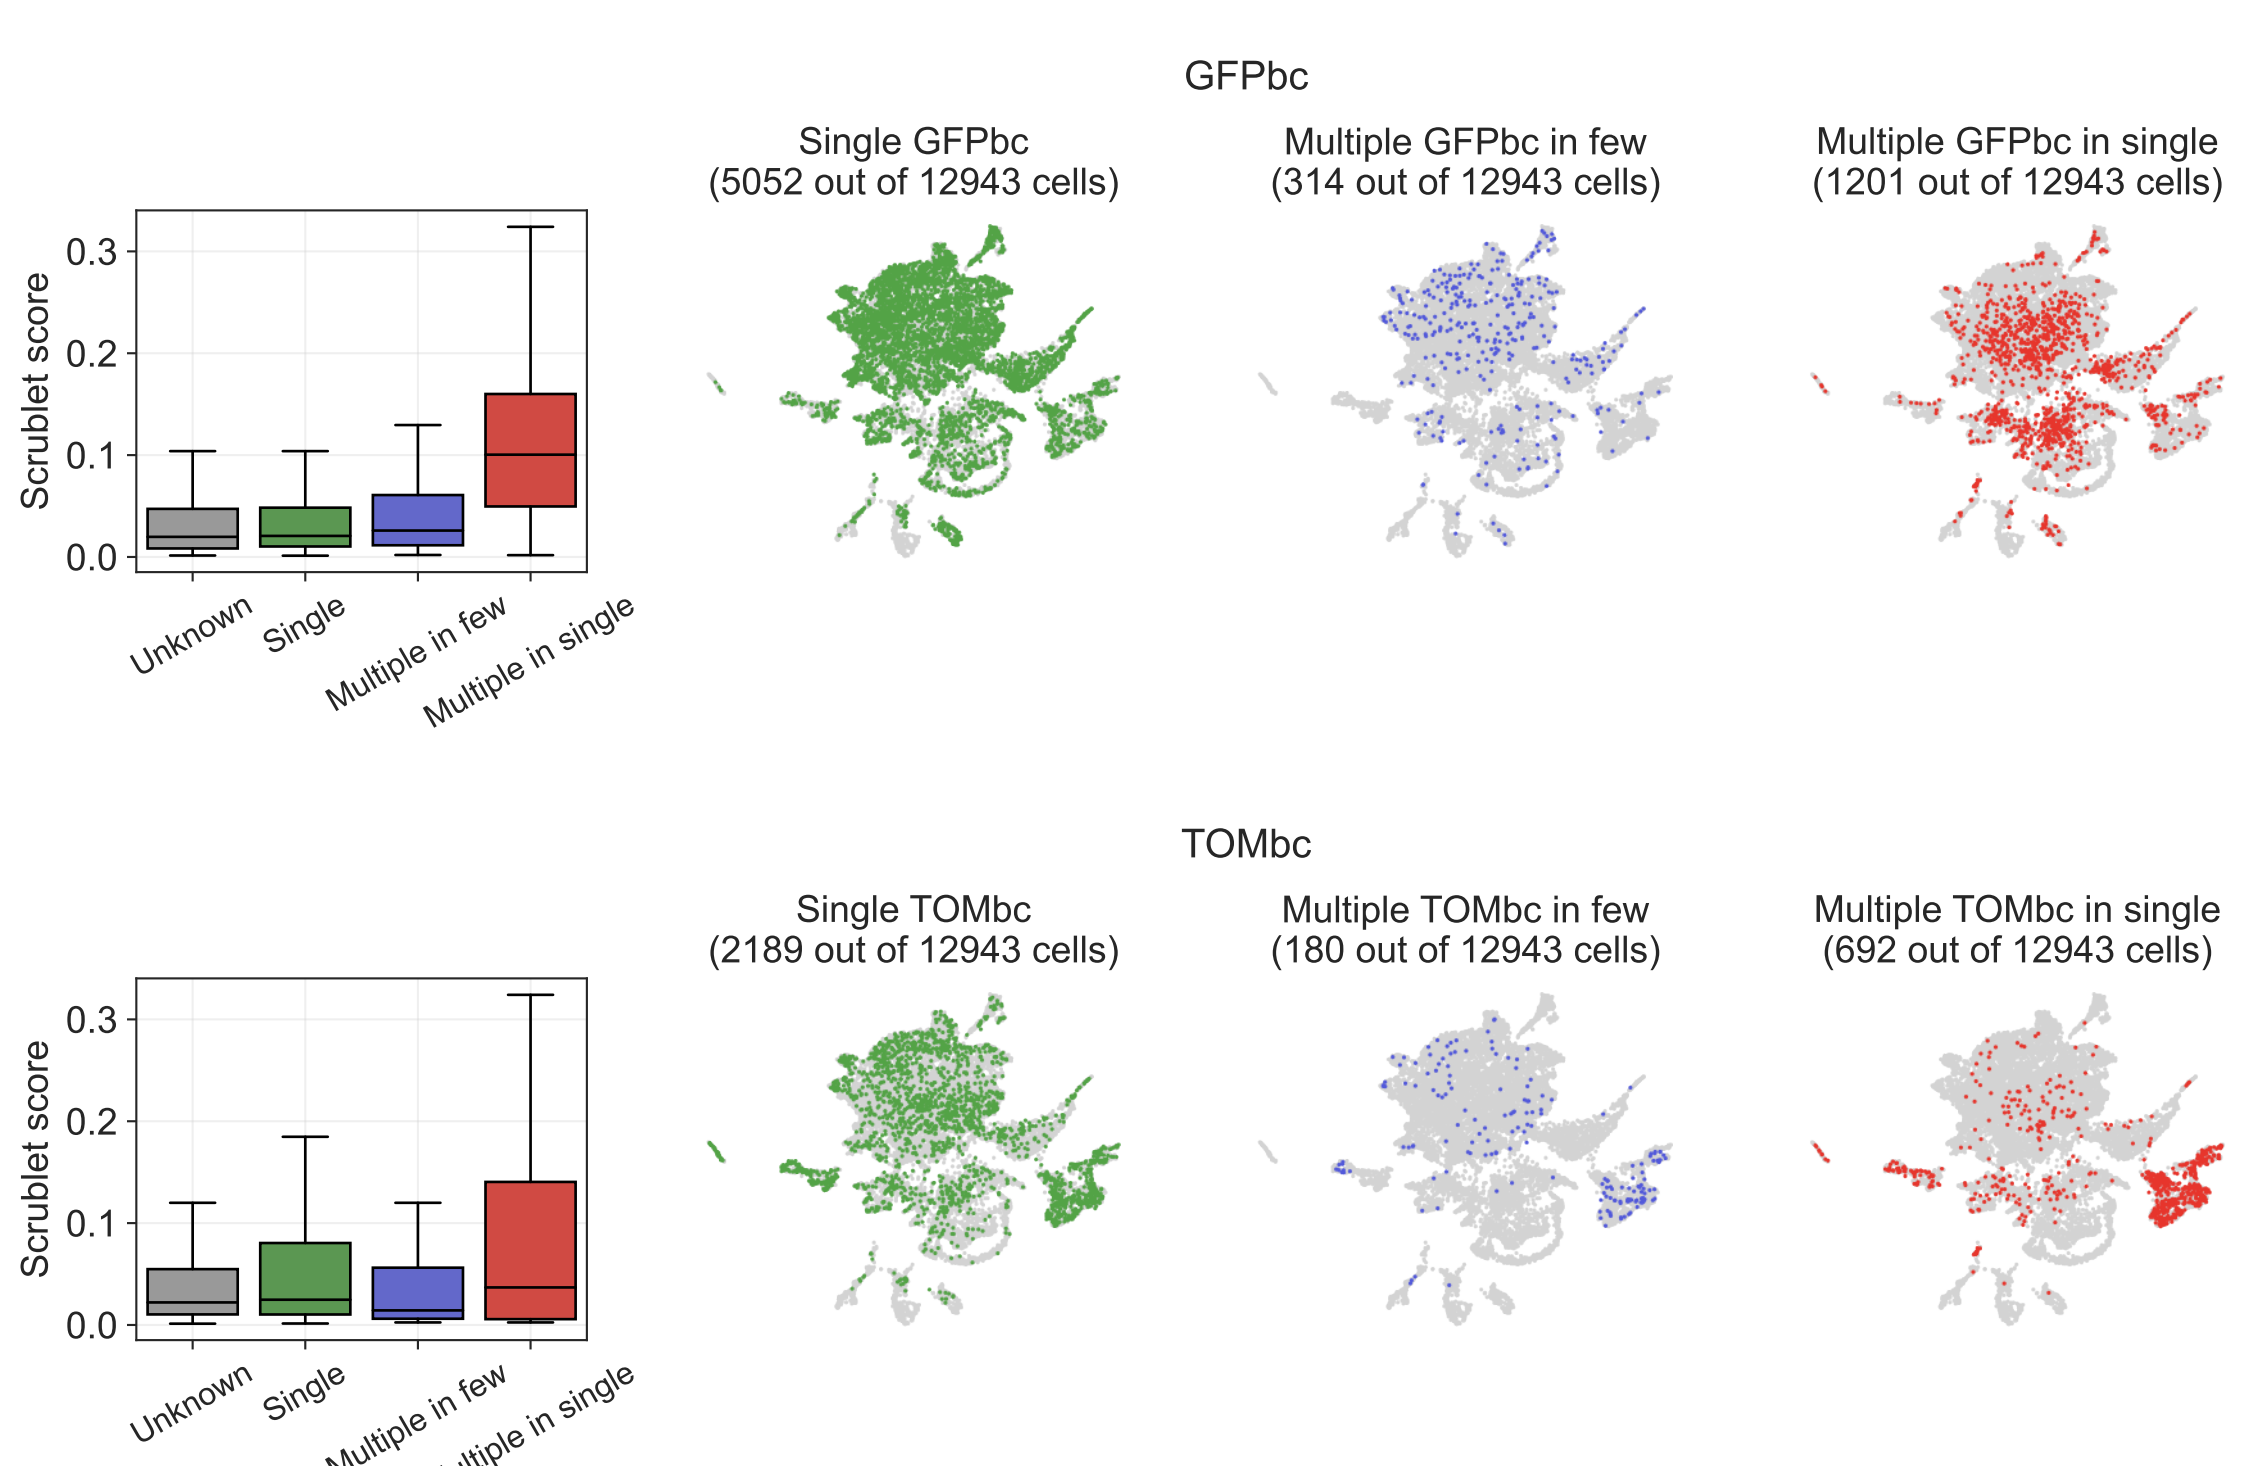 GFPbc
Single GFPbc
(5052 out of 12943 cells)
Multiple GFPbc in few
(314 out of 12943 cells)
Multiple GFPbc in single
(1201 out of 12943 cells)
Scrublet score
0.3
0.2
0.1
0.0
Unknown
Single
Multiple in few
Multiple in single
TOMbc
Single TOMbc
(2189 out of 12943 cells)
Multiple TOMbc in few
(180 out of 12943 cells)
Multiple TOMbc in single
(692 out of 12943 cells)
Scrublet score
0.3
0.2
0.1
0.0
Unknown
Single
Multiple in few
ultiple in single